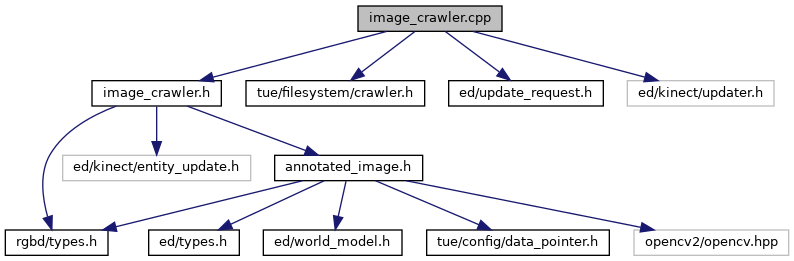 image_crawler.cpp
image_crawler.h
tue/filesystem/crawler.h
ed/update_request.h
ed/kinect/updater.h
ed/kinect/entity_update.h
annotated_image.h
rgbd/types.h
ed/types.h
ed/world_model.h
tue/config/data_pointer.h
opencv2/opencv.hpp